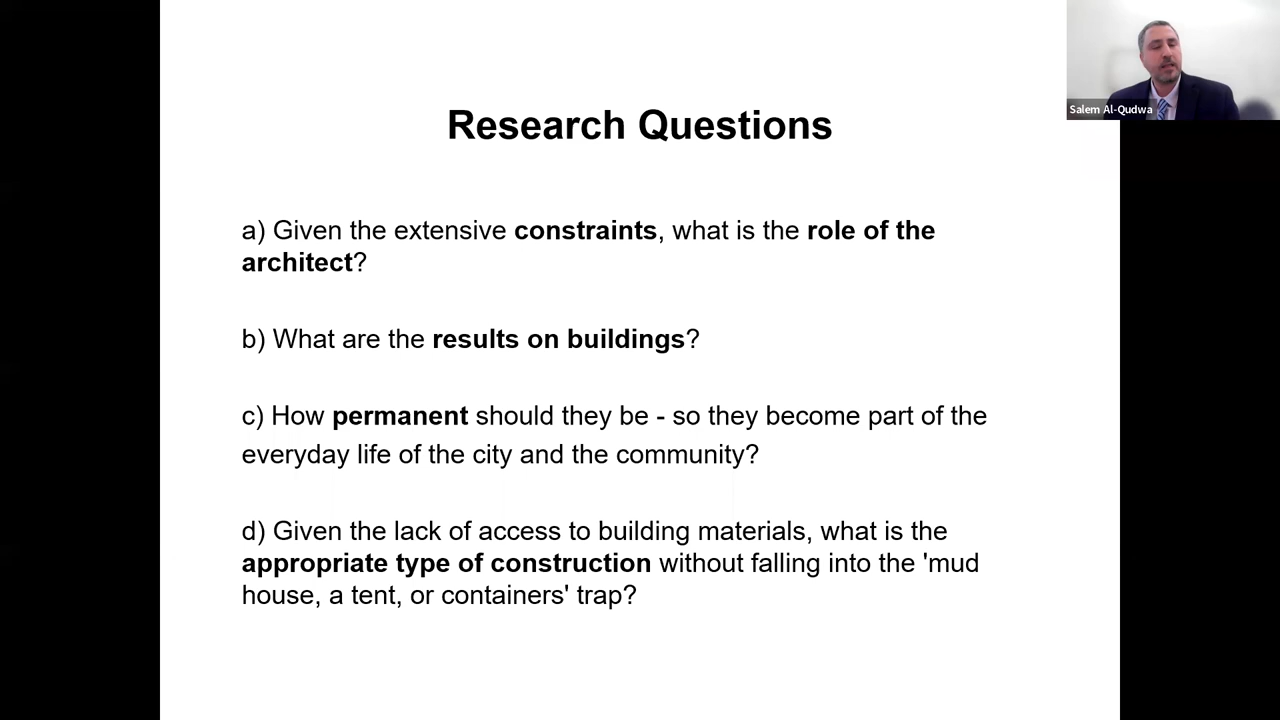 Salem Al-Qudwa
Research Questions
a) Given the extensive constraints, what is the role of the
architect?
b) What are the results on buildings?
c) How permanent should they be - so they become part of the
everyday life of the city and the community?
d) Given the lack of access to building materials, what is the
appropriate type of construction without falling into the 'mud
house, a tent, or containers' trap?